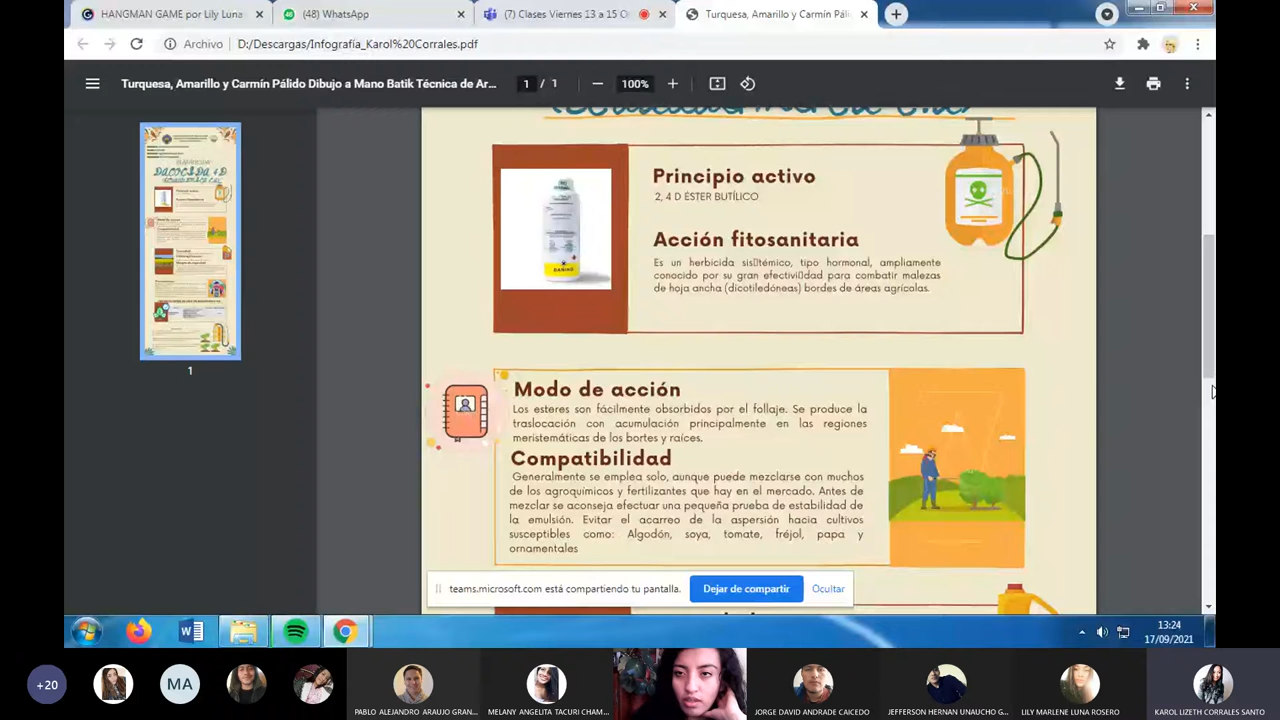 HANGMAN GAME por Lily Luna
(48) WhatsApp
(7) Clases Viernes 13 a 15
Turquesa, Amarillo y Carmín Páli
Archivo
D:/Descargas/Infografía_Karol%20Corrales.pdf
Turquesa, Amarillo y Carmín Pálido Dibujo a Mano Batik Técnica de Ar...
1 / 1
100%
Principio activo
2, 4 D ÉSTER BUTÍLICO
Acción fitosanitaria
Es un herbicida sis▯témico, tipo hormonal, ampliamente
conocido por su gran efectivi▯dad para combatir malezas
de hoja ancha (dicotiledóneas) bordes de áreas agrícolas.
DAÑINO
Modo de acción
Los esteres son fácilmente absorbidos por el follaje. Se produce la
traslocación con acumulación principalmente en las regiones
meristemáticas de los bortes y raíces.
Compatibilidad
Generalmente se emplea solo, aunque puede mezclarse con muchos
de los agroquímicos y fertilizantes que hay en el mercado. Antes de
mezclar se aconseja efectuar una pequeña prueba de estabilidad de
la emulsión. Evitar el acarreo de la aspersión hacia cultivos
susceptibles como: Algodón, soya, tomate, fréjol, papa y
ornamentales
1
teams.microsoft.com está compartiendo tu pantalla.
Dejar de compartir
Ocultar
13:24
17/09/2021
+20
MA
PABLO ALEJANDRO ARAUJO GRAN...
MELANY ANGELITA TACURI CHAM...
JORGE DAVID ANDRADE CAICEDO
JEFFERSON HERNAN UNAUCHO G...
LILY MARLENE LUNA ROSERO
KAROL LIZETH CORRALES SANTO